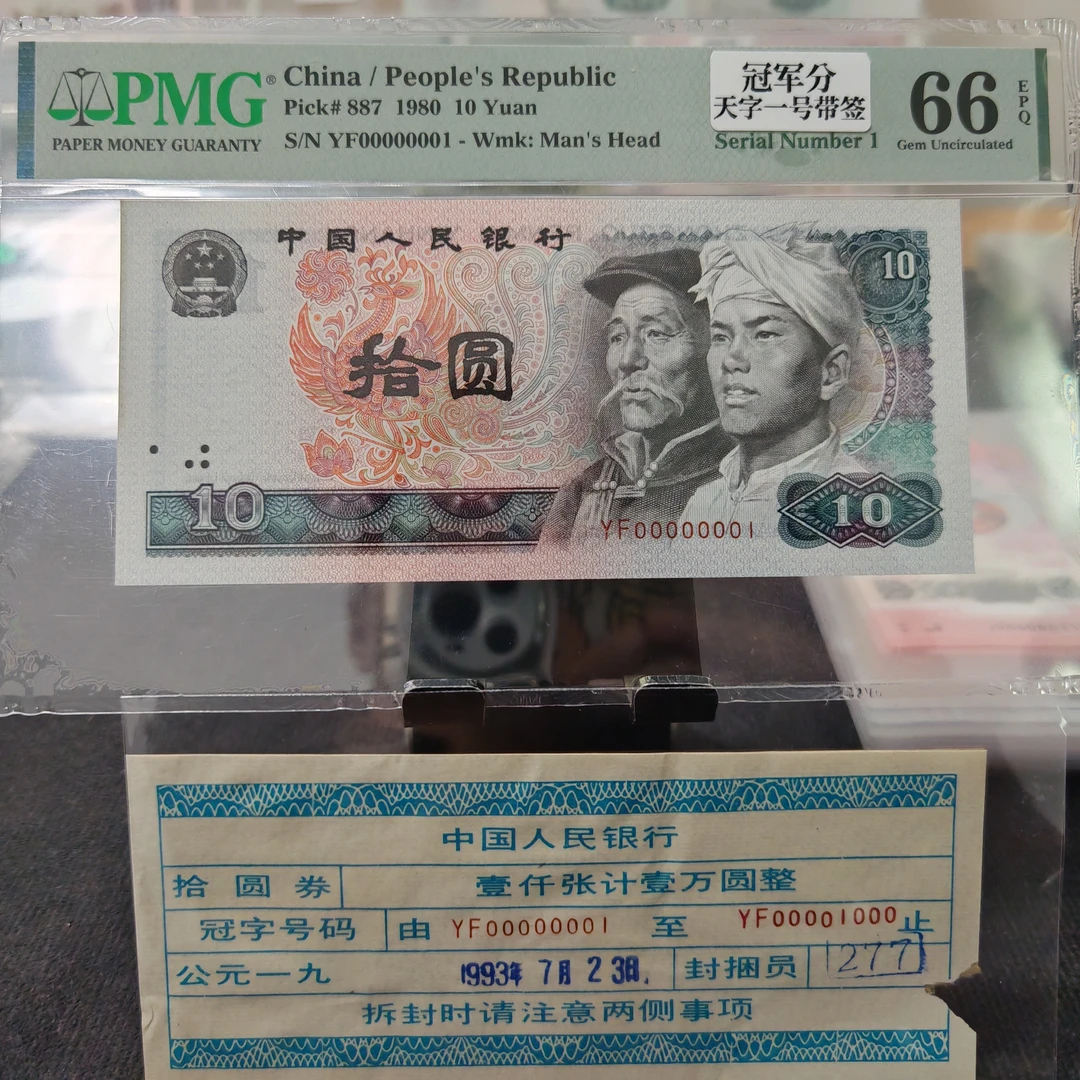 PMG® China / People's Republic
Pick# 887 1980 10 Yuan
S/N YF00000001 - Wmk: Man's Head
PAPER MONEY GUARANTY
冠军分
天字一号带签
Serial Number 1
66 EPQ
Gem Uncirculated
中国人民银行
10
拾圆
10
YF00000001
10
中国人民银行
拾圆券 壹仟张计壹万圆整
冠字号码 由 YF00000001 至 YF00001000 止
公元一九 1993年7月23日. 封捆员 1277
拆封时请注意两侧事项